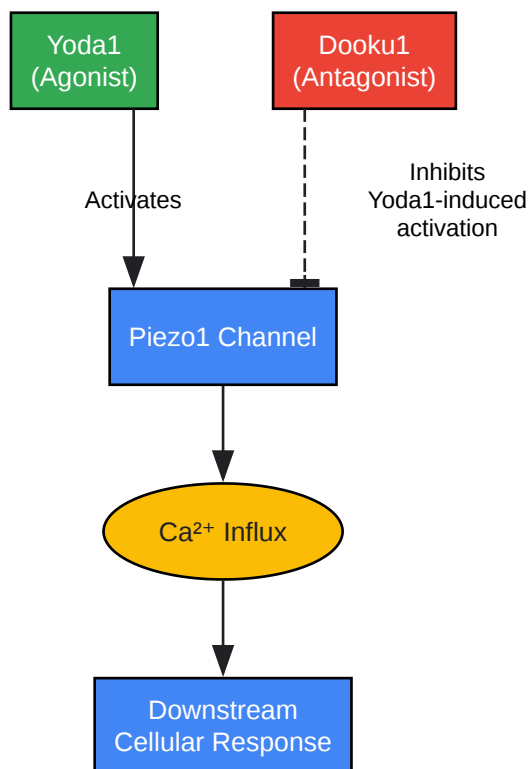 Yoda1
(Agonist)
Dooku1
(Antagonist)
Activates
Inhibits
Yoda1-induced
activation
Piezo1 Channel
Ca²⁺ Influx
Downstream
Cellular Response